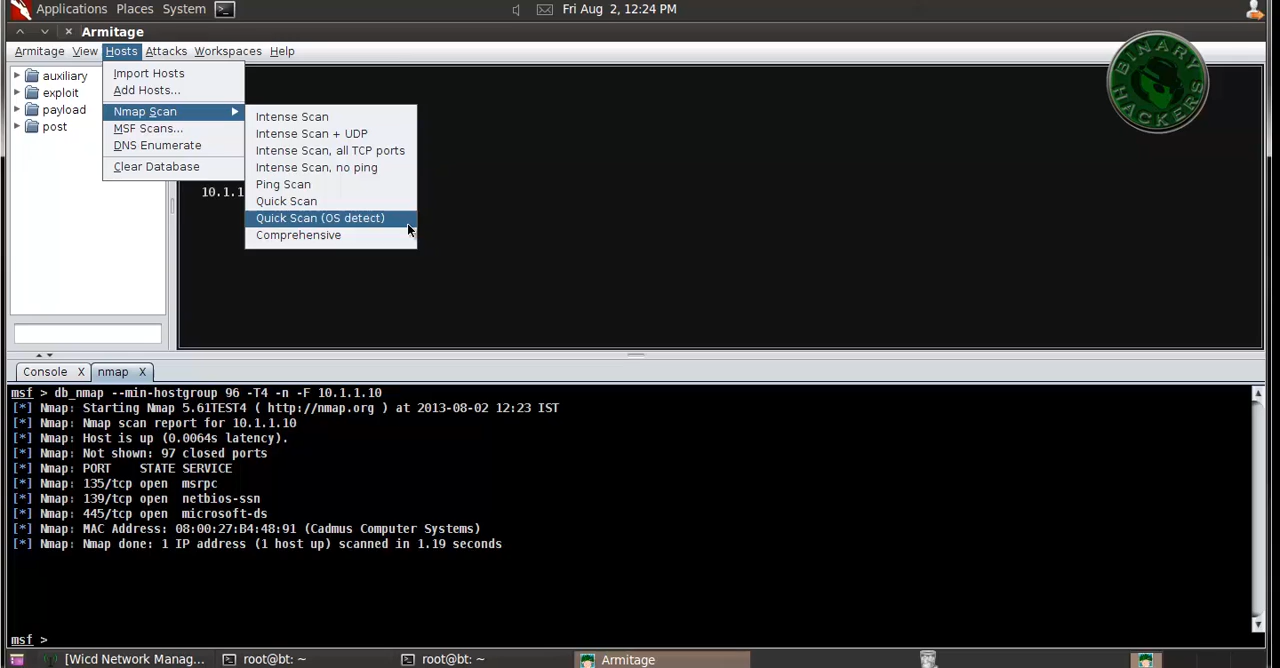 Applications Places System Fri Aug 2, 12:24 PM
Armitage
Armitage View Hosts Attacks Workspaces Help
BINARY HACKERS
auxiliary
exploit
payload
post
Import Hosts
Add Hosts...
Nmap Scan
MSF Scans...
DNS Enumerate
Clear Database
Intense Scan
Intense Scan + UDP
Intense Scan, all TCP ports
Intense Scan, no ping
Ping Scan
Quick Scan
Quick Scan (OS detect)
Comprehensive
10.1.1
Console X nmap X
msf > db_nmap --min-hostgroup 96 -T4 -n -F 10.1.1.10
[*] Nmap: Starting Nmap 5.61TEST4 ( http://nmap.org ) at 2013-08-02 12:23 IST
[*] Nmap: Nmap scan report for 10.1.1.10
[*] Nmap: Host is up (0.0064s latency).
[*] Nmap: Not shown: 97 closed ports
[*] Nmap: PORT STATE SERVICE
[*] Nmap: 135/tcp open msrpc
[*] Nmap: 139/tcp open netbios-ssn
[*] Nmap: 445/tcp open microsoft-ds
[*] Nmap: MAC Address: 08:00:27:B4:48:91 (Cadmus Computer Systems)
[*] Nmap: Nmap done: 1 IP address (1 host up) scanned in 1.19 seconds
msf >
[Wicd Network Manag... root@bt: ~ root@bt: ~ Armitage